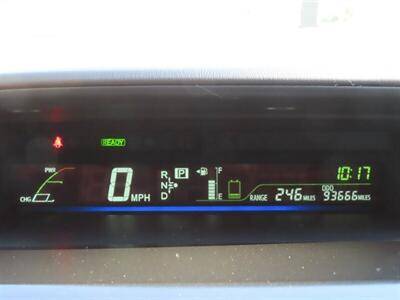 READY
PWR
CHG
0 MPH
R
N
D
P
F
E
10:17
RANGE 246 MILES
ODO
93666 MILES